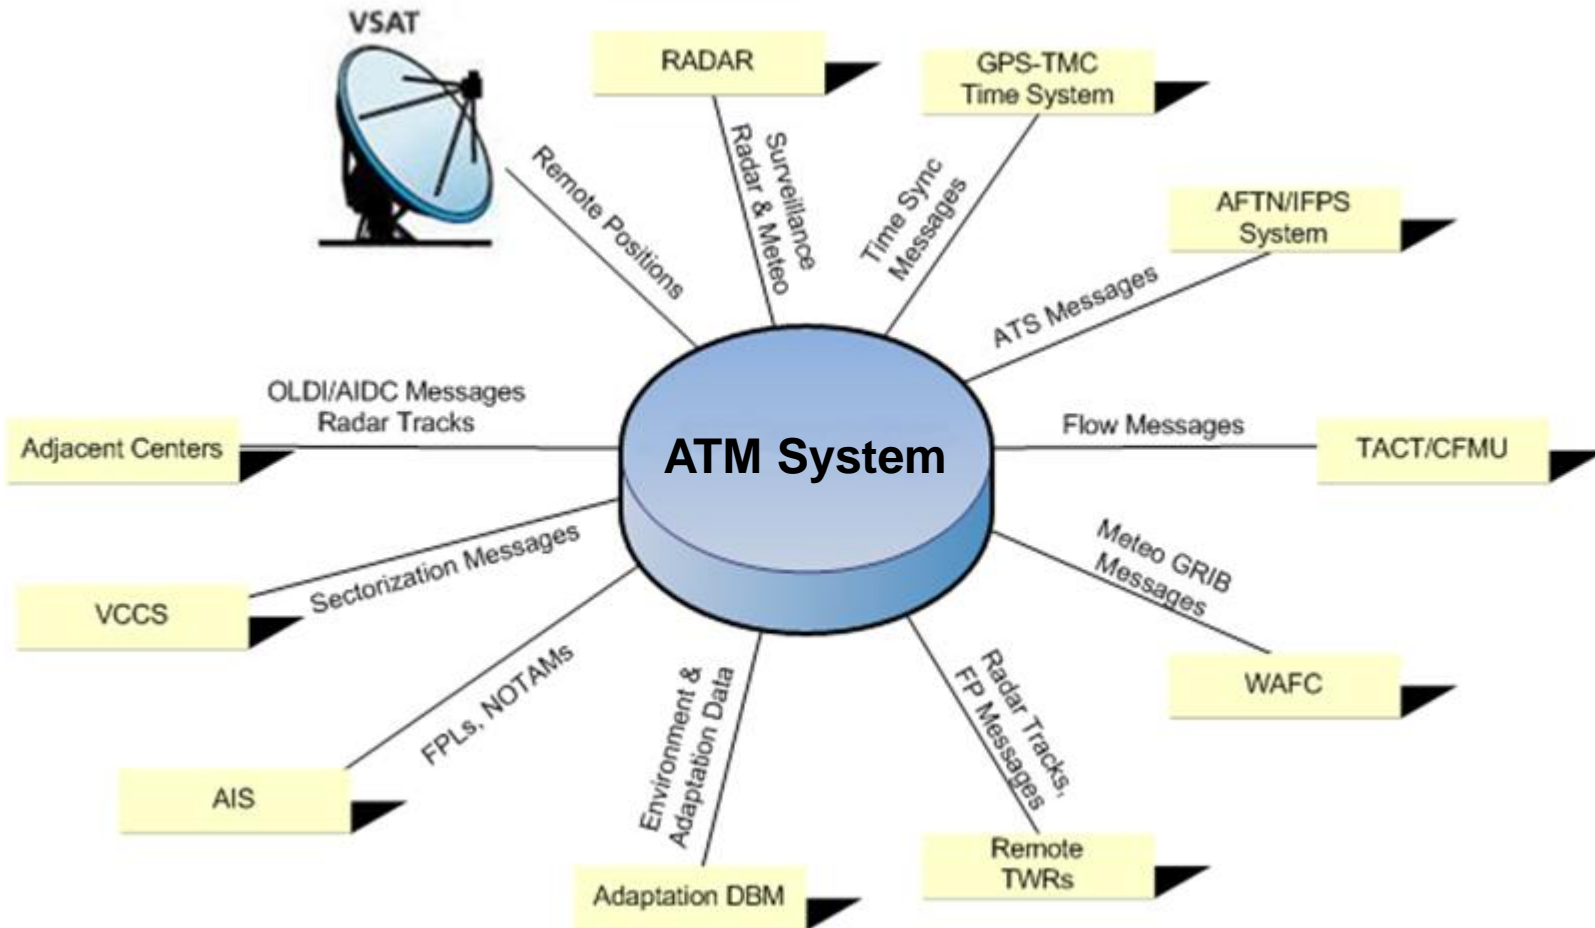 VSAT
RADAR
GPS-TMC
Time System
Remote Positions
Surveillance
Radar & Meteo
Time Sync
Messages
AFTN/IFPS
System
ATS Messages
OLDI/AIDC Messages
Radar Tracks
Adjacent Centers
ATM System
Flow Messages
TACT/CFMU
Sectorization Messages
VCCS
Meteo GRIB
Messages
WAFC
FPLs, NOTAMs
AIS
Environment &
Adaptation Data
Adaptation DBM
Radar Tracks,
FP Messages
Remote
TWRs